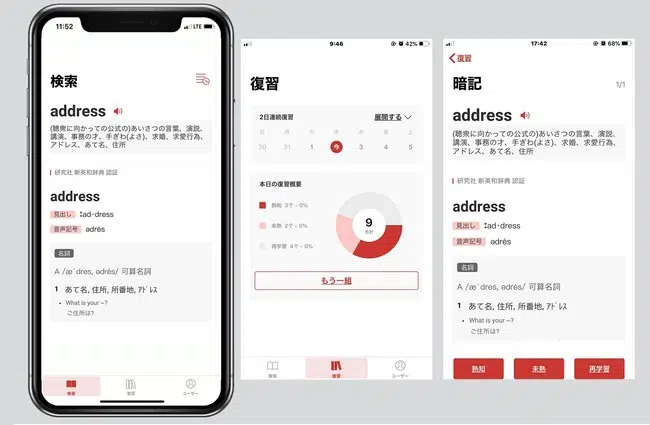 11:52
LTE
検索
address
(聴衆に向かっての公式の)あいさつの言葉、演説、
講演、事務の才、手ぎわ(よさ)、求婚、求愛行為、
アドレス、あて名、住所
研究社 新英和辞典 認証
address
見出し :ad·dress
音声記号 ədrés
名詞
A /æˈdres, ədrés/ 可算名詞
1 あて名, 住所, 所番地, アドレス
• What is your ~?
ご住所は?
検索
復習
ユーザー
9:46
42%
復習
2日連続復習
展開する
日 月 火 水 木 金 土
30 31 1 今 3 4 5
本日の復習概要
熟知 3个 - 0%
未熟 2个 - 0%
再学習 4个 - 0%
9
合計
もう一組
検索
復習
ユーザー
17:42
68%
復習
暗記
1/1
address
(聴衆に向かっての公式の)あいさつの言葉、演説、
講演、事務の才、手ぎわ(よさ)、求婚、求愛行為、
アドレス、あて名、住所
研究社 新英和辞典 認証
address
見出し :ad·dress
音声記号 ədrés
名詞
A /æˈdres, ədrés/ 可算名詞
1 あて名, 住所, 所番地, アドレス
• What is your ~?
ご住所は?
熟知
未熟
再学習